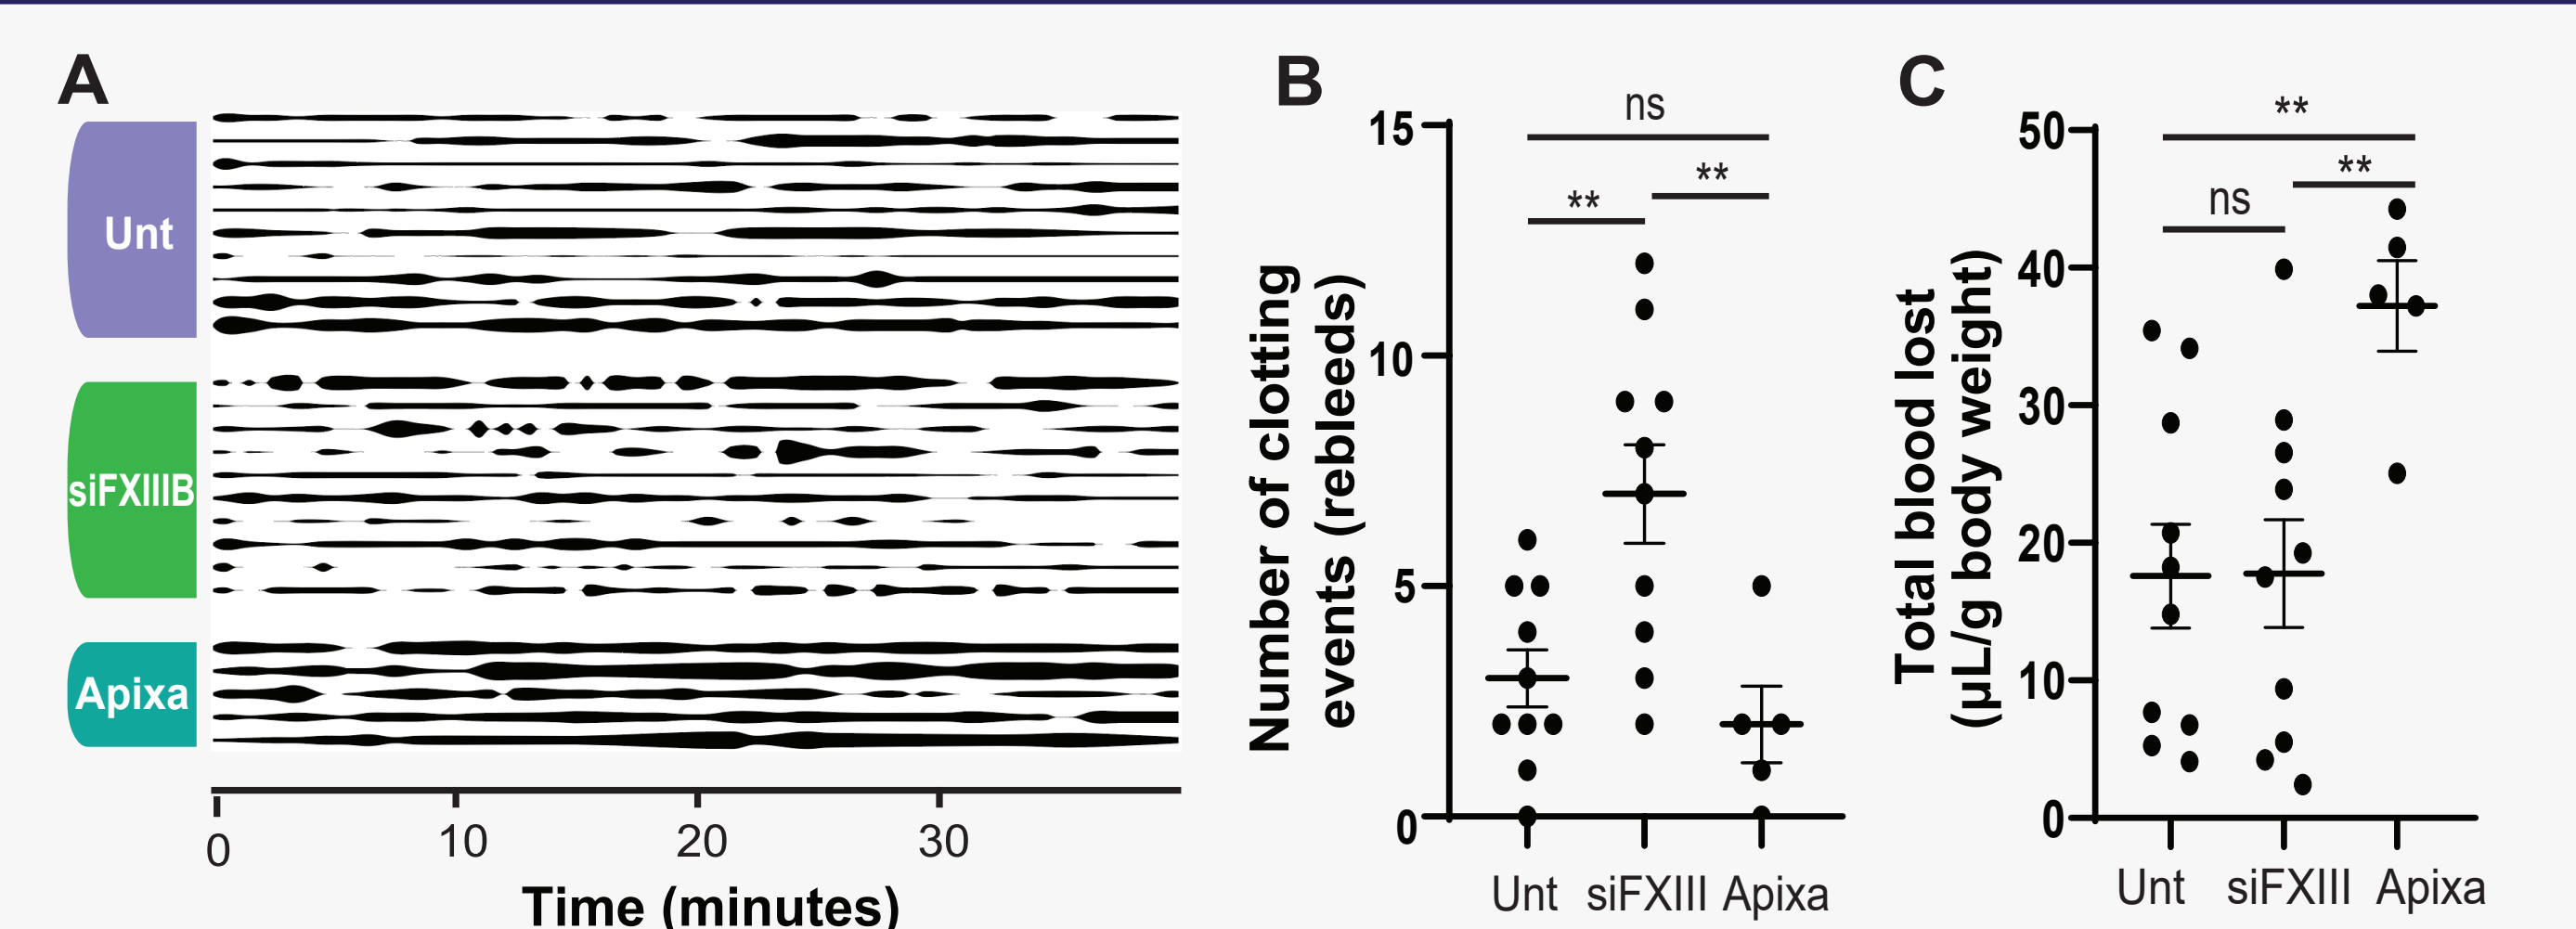 A
Unt
siFXIIIB
Apixa
0
10
20
30
Time (minutes)
B
Number of clotting
events (rebleeds)
15
10
5
0
ns
**
**
Unt
siFXIII
Apixa
C
Total blood lost
(µL/g body weight)
50
40
30
20
10
0
**
**
ns
Unt
siFXIII
Apixa